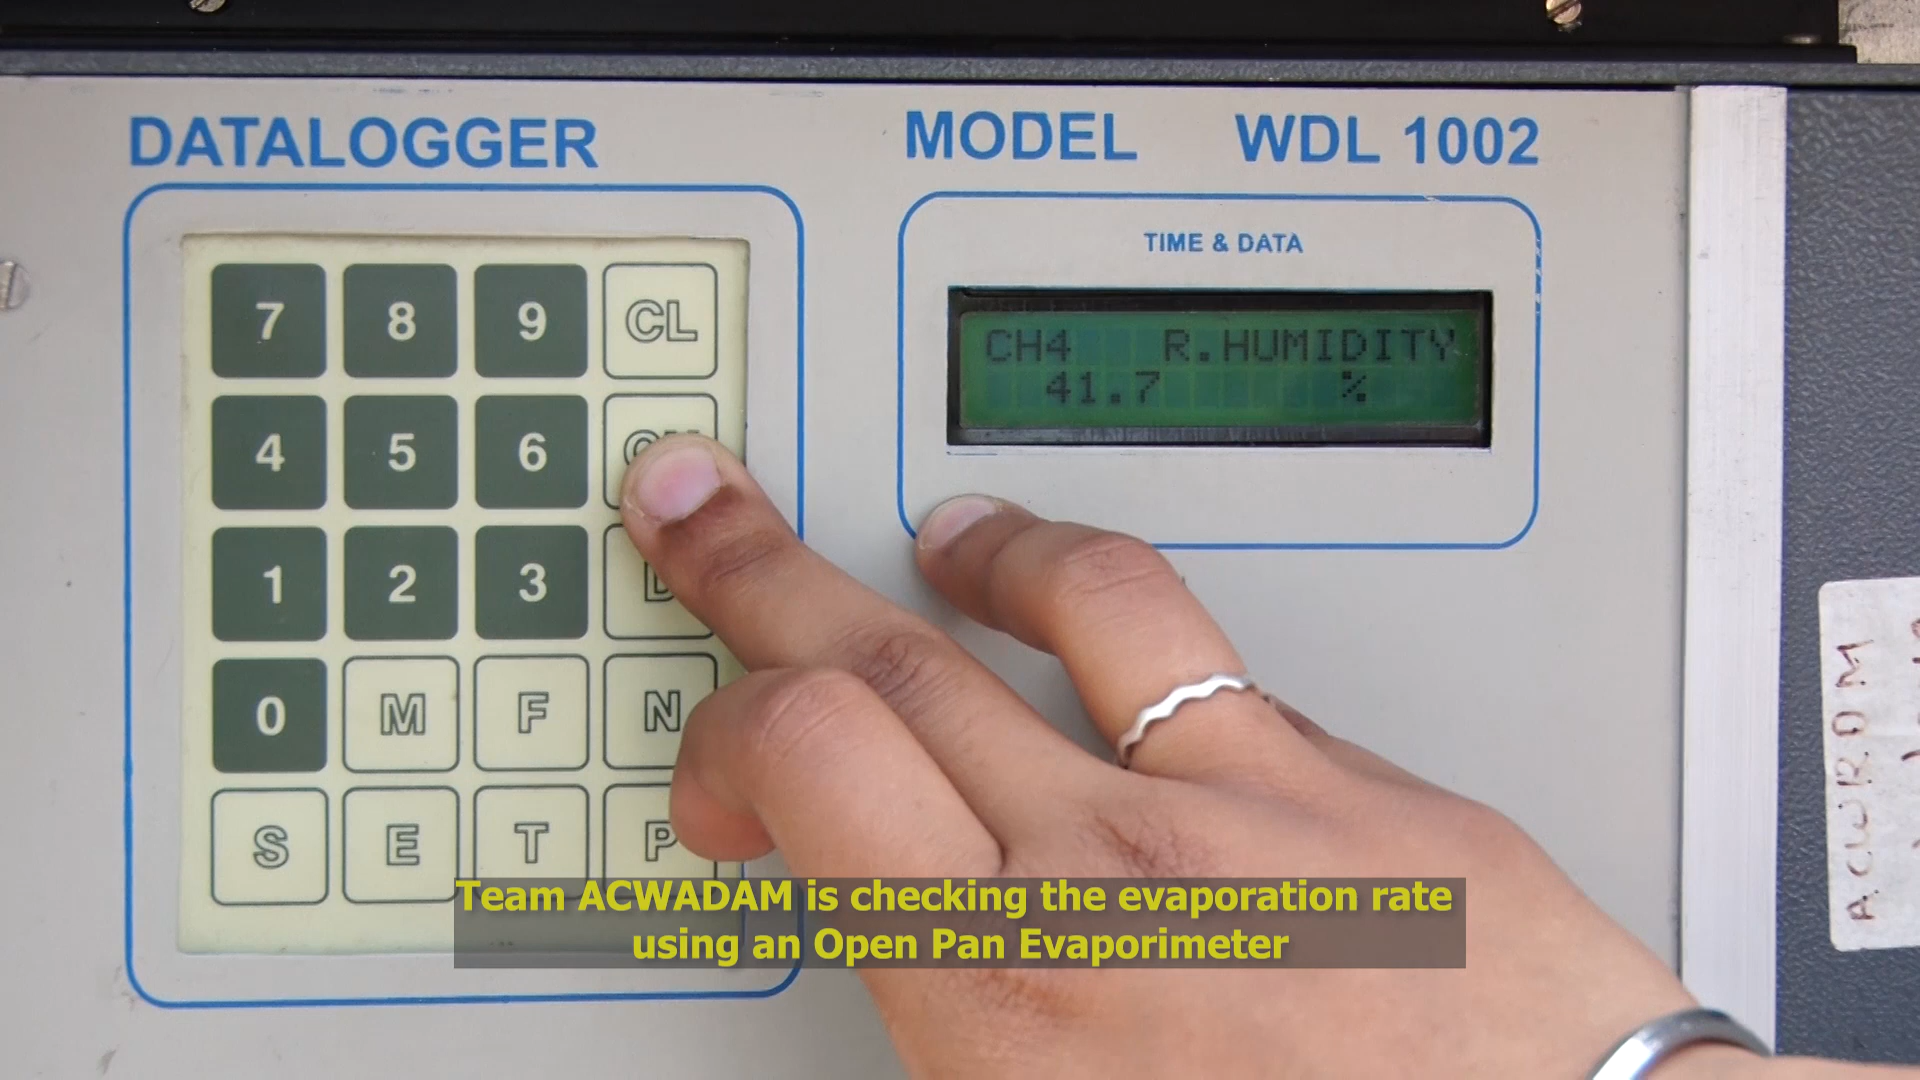 DATALOGGER
MODEL WDL 1002
TIME & DATA
CH4 R.HUMIDITY
41.7 %
7 8 9 CL
4 5 6
1 2 3 D
0 M F N
S E T P
Team ACWADAM is checking the evaporation rate
using an Open Pan Evaporimeter